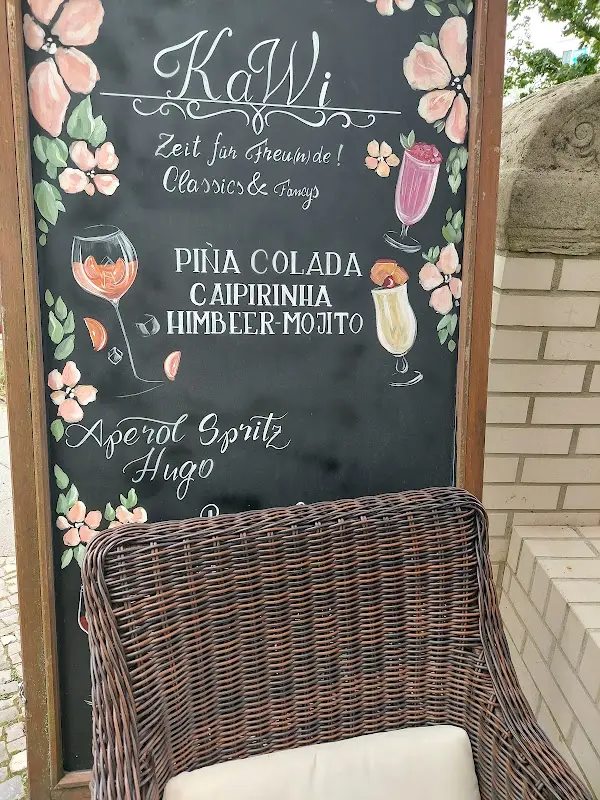 KaWi
Zeit für Freu(n)de!
Classics & Fancys
PIÑA COLADA
CAIPIRINHA
HIMBEER-MOJITO
Aperol Spritz
Hugo